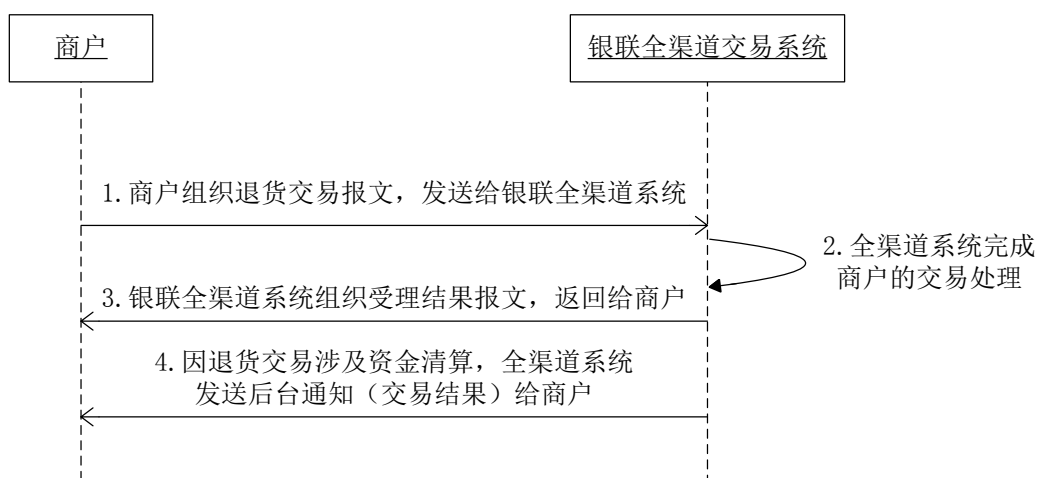 商户
银联全渠道交易系统
1.商户组织退货交易报文，发送给银联全渠道系统
2.全渠道系统完成
商户的交易处理
3.银联全渠道系统组织受理结果报文，返回给商户
4.因退货交易涉及资金清算，全渠道系统
发送后台通知（交易结果）给商户